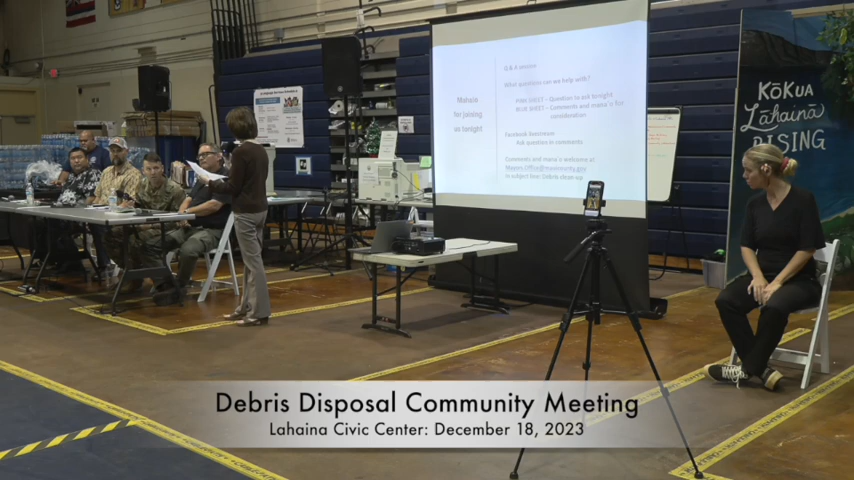 Q & A session
What questions can we help with?
PINK SHEET – Question to ask tonight
BLUE SHEET – Comments and mana'o for
consideration
Mahalo
for joining
us tonight
Facebook livestream
Ask question in comments
Comments and mana'o welcome at
Mayors.Office@mauicounty.gov
in subject line: Debris clean-up
KŌKUA
Lāhainā
RISING
Debris Disposal Community Meeting
Lahaina Civic Center: December 18, 2023